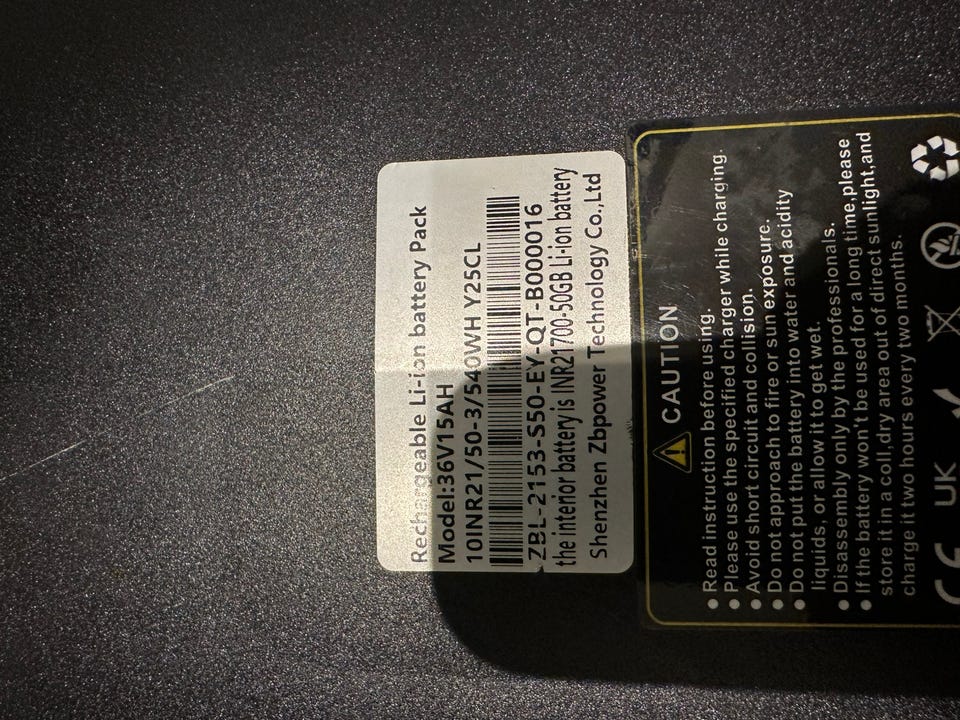 Rechargeable Li-ion battery Pack
Model:36V15AH
10INR21/50-3/540WH Y25CL
ZBL-2153-S50-EY-QT-B000016
the interior battery is INR21700-50GB Li-ion battery
Shenzhen Zbpower Technology Co.,Ltd
CAUTION
• Read instruction before using.
• Please use the specified charger while charging.
• Avoid short circuit and collision.
• Do not approach to fire or sun exposure.
• Do not put the battery into water and acidity
liquids, or allow it to get wet.
• Disassembly only by the professionals.
• If the battery won't be used for a long time,please
store it in a coll,dry area out of direct sunlight,and
charge it two hours every two months.
CE UK